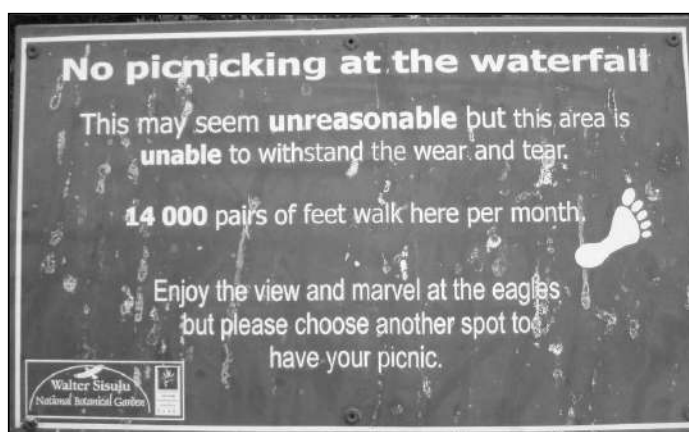 No picnicking at the waterfall
This may seem unreasonable but this area is
unable to withstand the wear and tear.
14 000 pairs of feet walk here per month.
Enjoy the view and marvel at the eagles
but please choose another spot to
have your picnic.
Walter Sisulu
National Botanical Garden